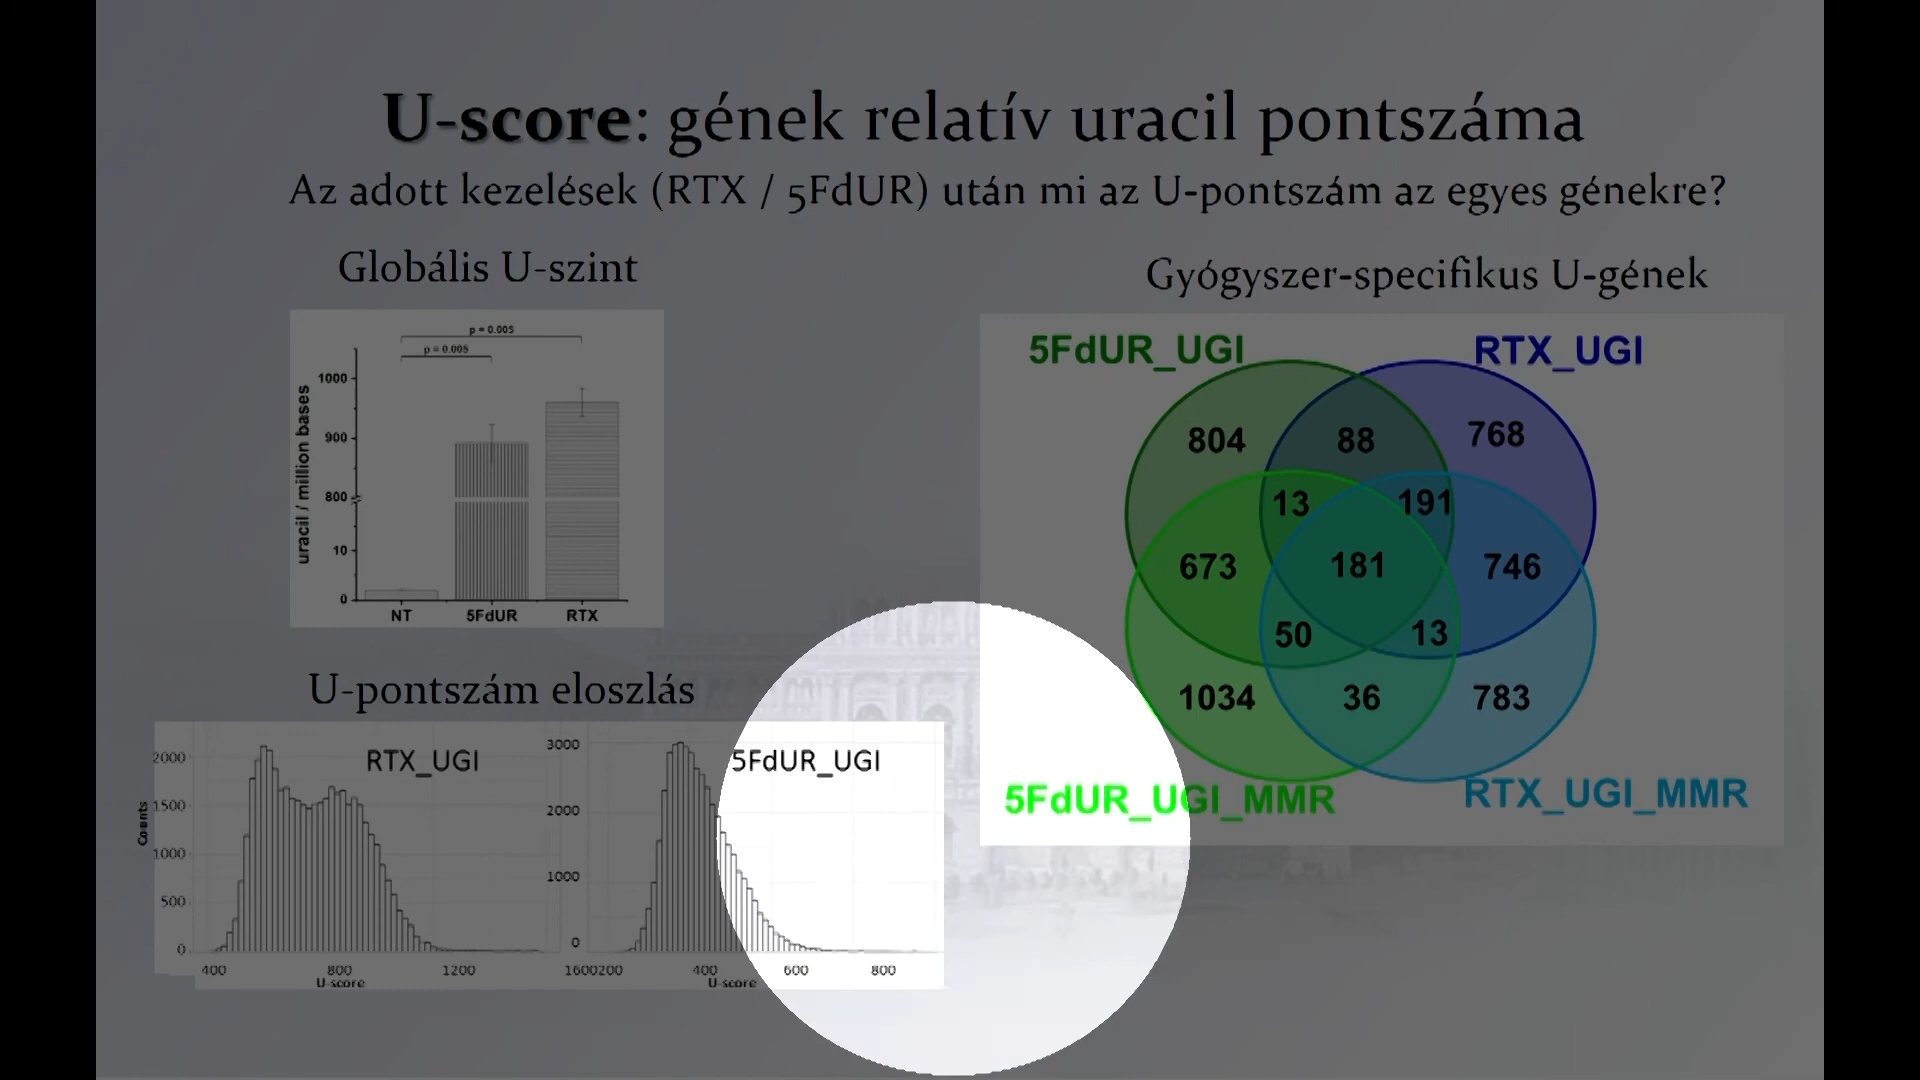 U-score: gének relatív uracil pontszáma
Az adott kezelések (RTX / 5FdUR) után mi az U-pontszám az egyes génekre?
Globális U-szint
p = 0.005
p = 0.005
1000
900
800
10
0
uracil / million bases
NT 5FdUR RTX
U-pontszám eloszlás
RTX_UGI
2000
1500
1000
500
0
Counts
400 800 1200 1600
U-score
5FdUR_UGI
3000
2000
1000
0
200 400 600 800
U-score
Gyógyszer-specifikus U-gének
5FdUR_UGI RTX_UGI
804 88 768
13 191
673 181 746
50 13
1034 36 783
5FdUR_UGI_MMR RTX_UGI_MMR